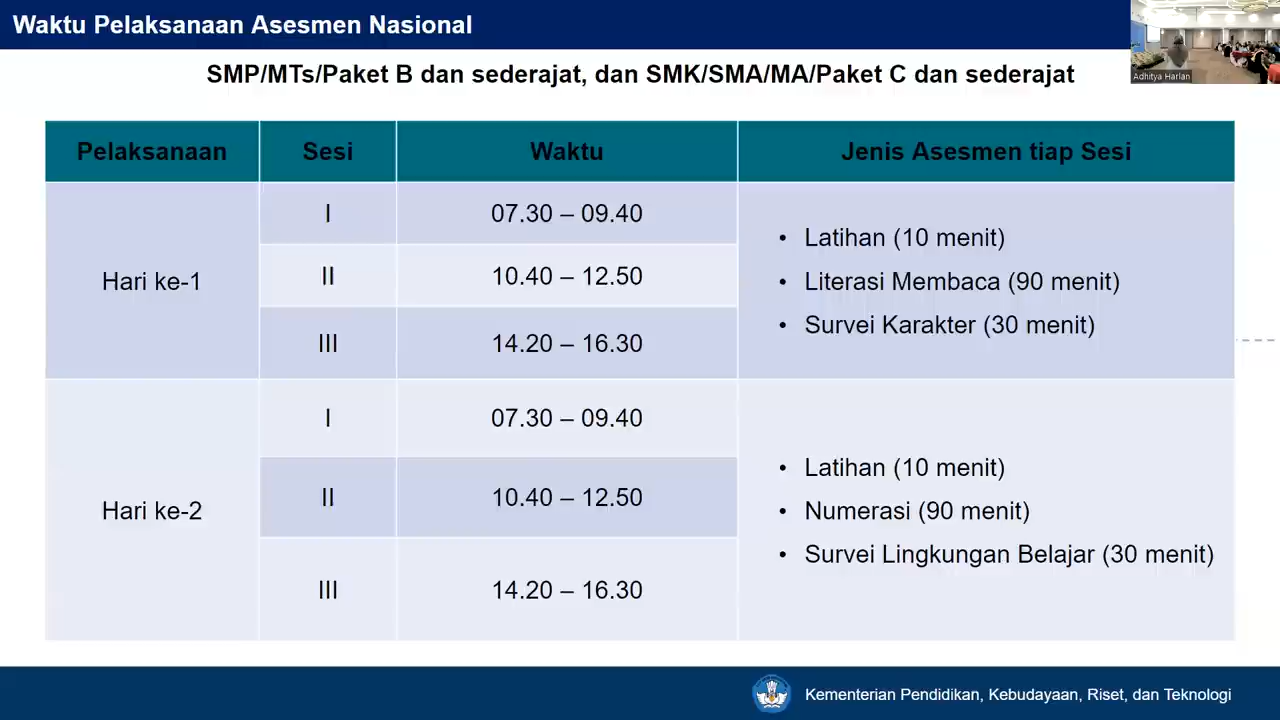 Waktu Pelaksanaan Asesmen Nasional
Adhitya Harlan
SMP/MTs/Paket B dan sederajat, dan SMK/SMA/MA/Paket C dan sederajat
Pelaksanaan Sesi Waktu Jenis Asesmen tiap Sesi
Hari ke-1
I 07.30 – 09.40
II 10.40 – 12.50
III 14.20 – 16.30
• Latihan (10 menit)
• Literasi Membaca (90 menit)
• Survei Karakter (30 menit)
Hari ke-2
I 07.30 – 09.40
II 10.40 – 12.50
III 14.20 – 16.30
• Latihan (10 menit)
• Numerasi (90 menit)
• Survei Lingkungan Belajar (30 menit)
Kementerian Pendidikan, Kebudayaan, Riset, dan Teknologi